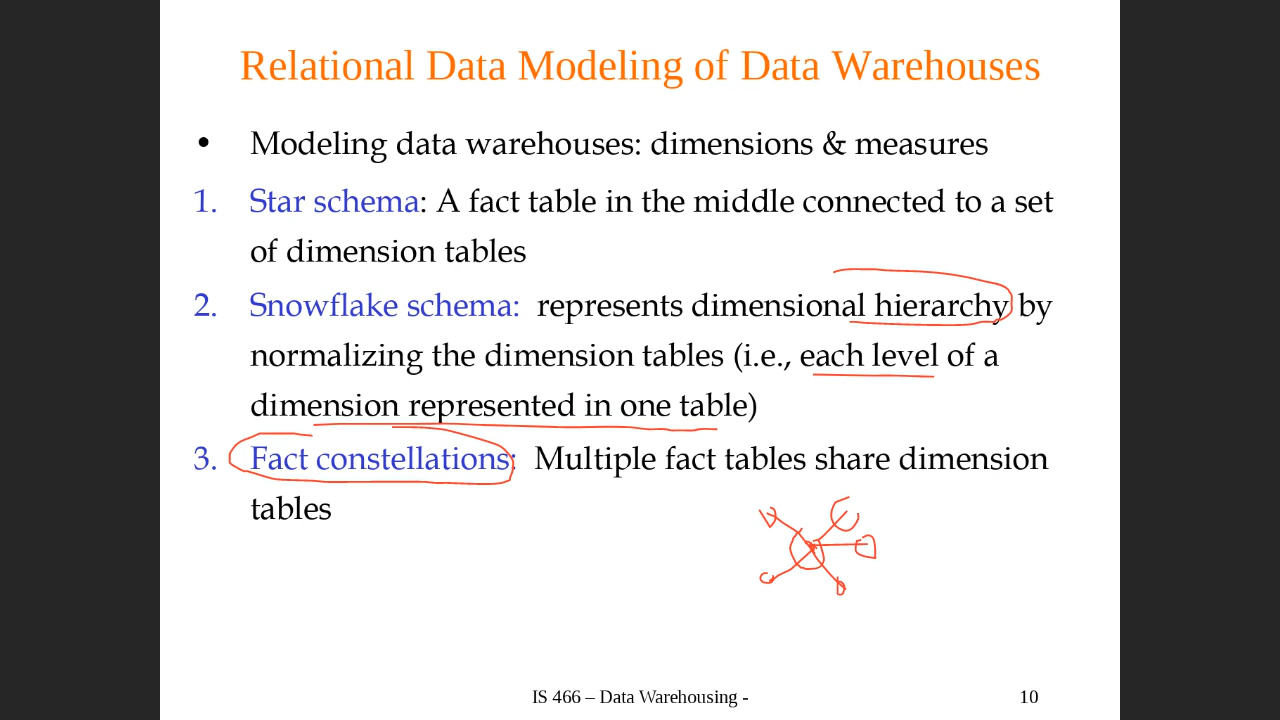 Relational Data Modeling of Data Warehouses
• Modeling data warehouses: dimensions & measures
1. Star schema: A fact table in the middle connected to a set
of dimension tables
2. Snowflake schema: represents dimensional hierarchy by
normalizing the dimension tables (i.e., each level of a
dimension represented in one table)
3. Fact constellations: Multiple fact tables share dimension
tables
IS 466 – Data Warehousing - 10